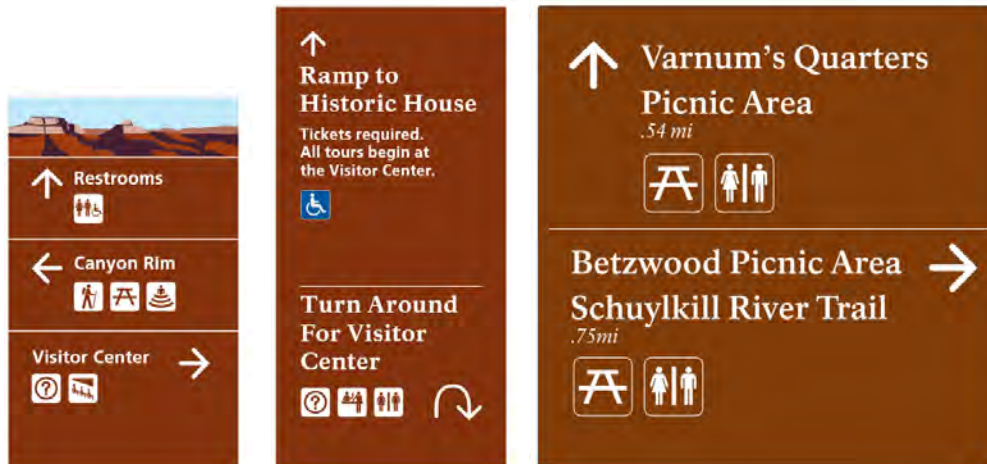 Restrooms
Canyon Rim
Visitor Center
?
Ramp to
Historic House
Tickets required.
All tours begin at
the Visitor Center.
Turn Around
For Visitor
Center
?
Varnum's Quarters
Picnic Area
.54 mi
Betzwood Picnic Area
Schuylkill River Trail
.75mi